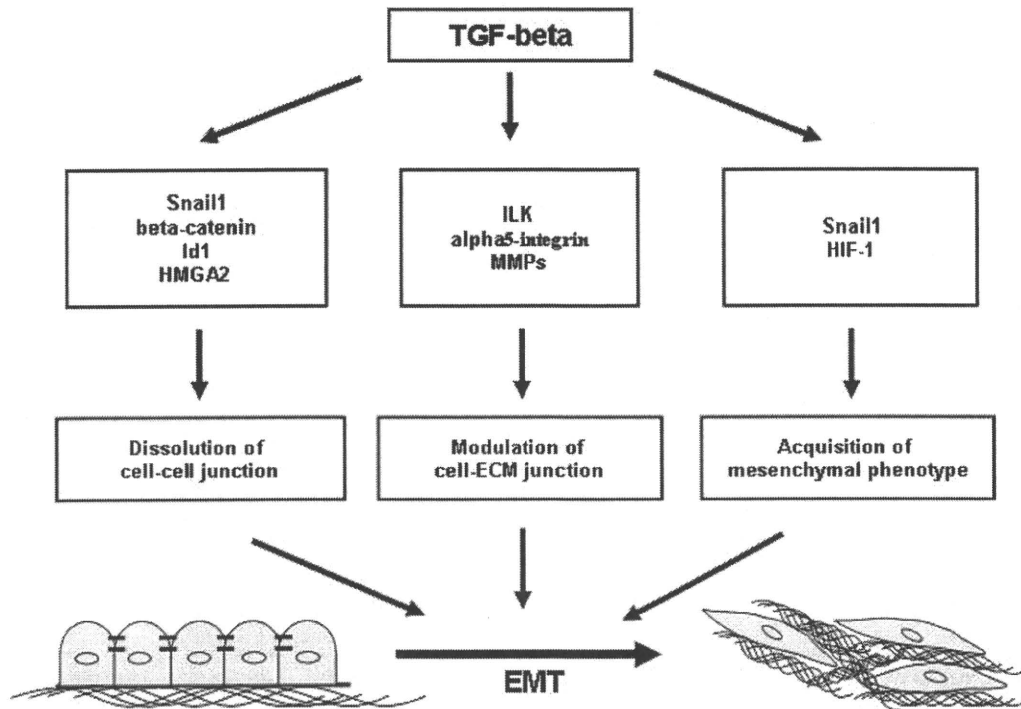 TGF-beta
Snail1
beta-catenin
Id1
HMGA2
ILK
alpha5-integrin
MMPs
Snail1
HIF-1
Dissolution of
cell-cell junction
Modulation of
cell-ECM junction
Acquisition of
mesenchymal phenotype
EMT